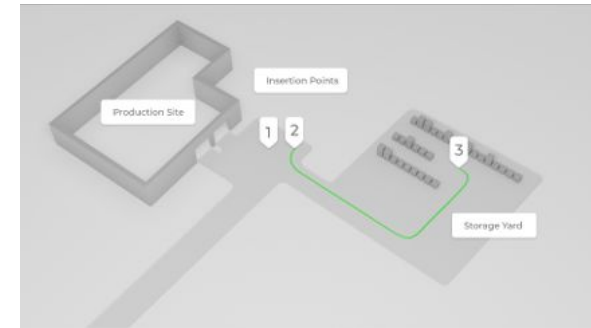 Insertion Points
Production Site
1
2
3
Storage Yard